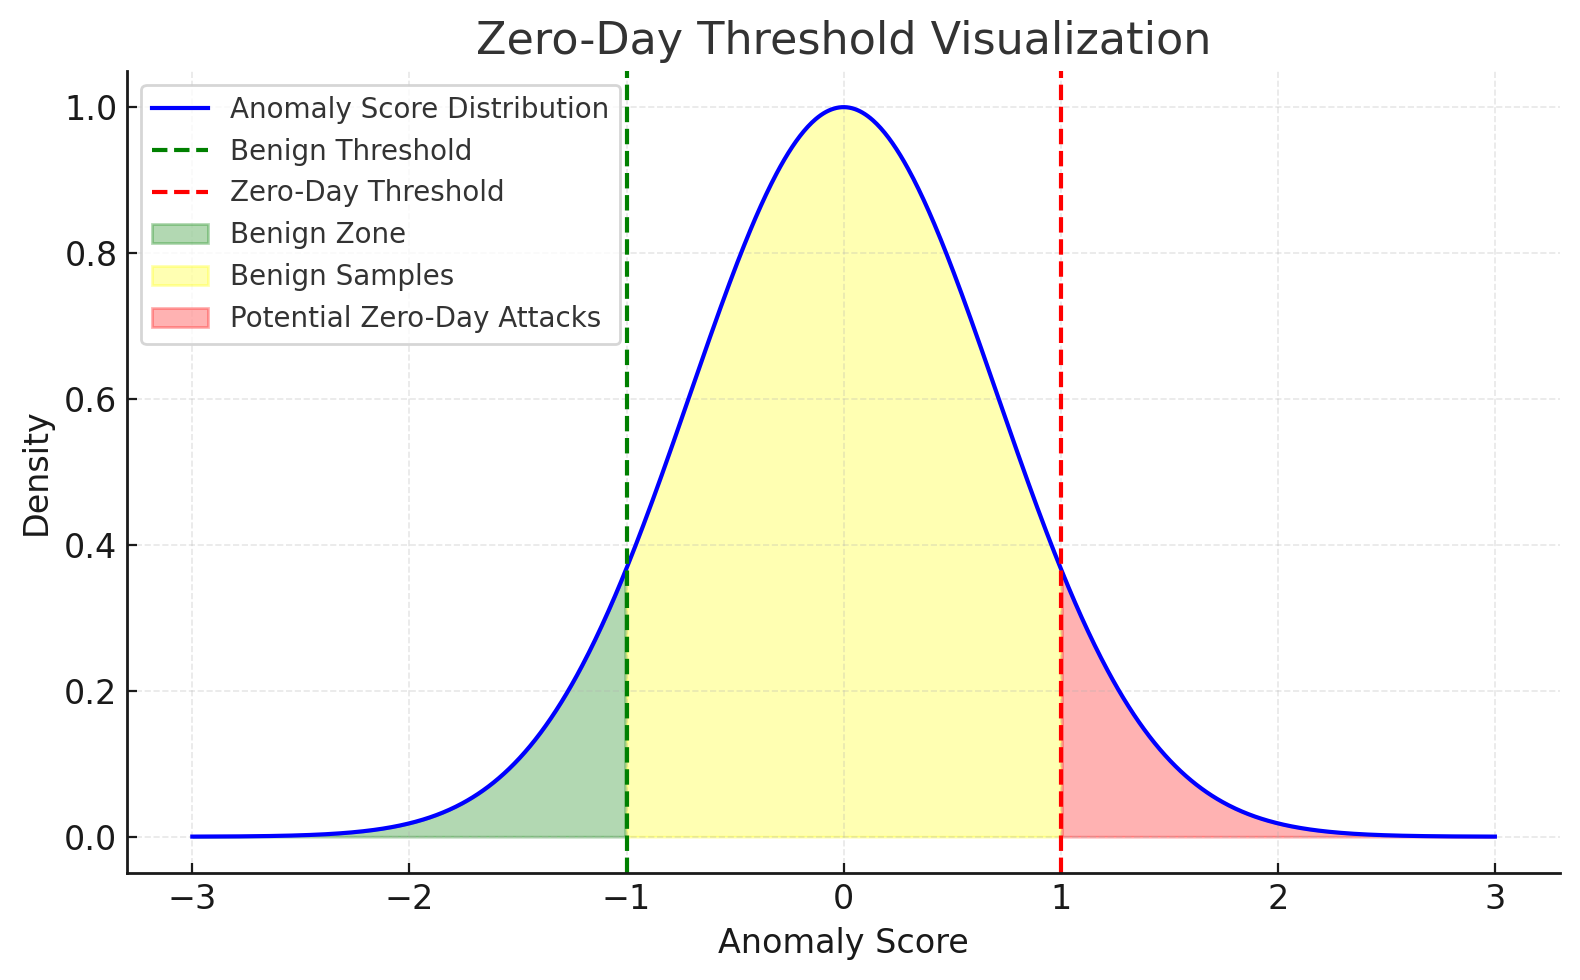 Zero-Day Threshold Visualization
Anomaly Score Distribution
Benign Threshold
Zero-Day Threshold
Benign Zone
Benign Samples
Potential Zero-Day Attacks
1.0
0.8
0.6
0.4
0.2
0.0
Density
−3 −2 −1 0 1 2 3
Anomaly Score